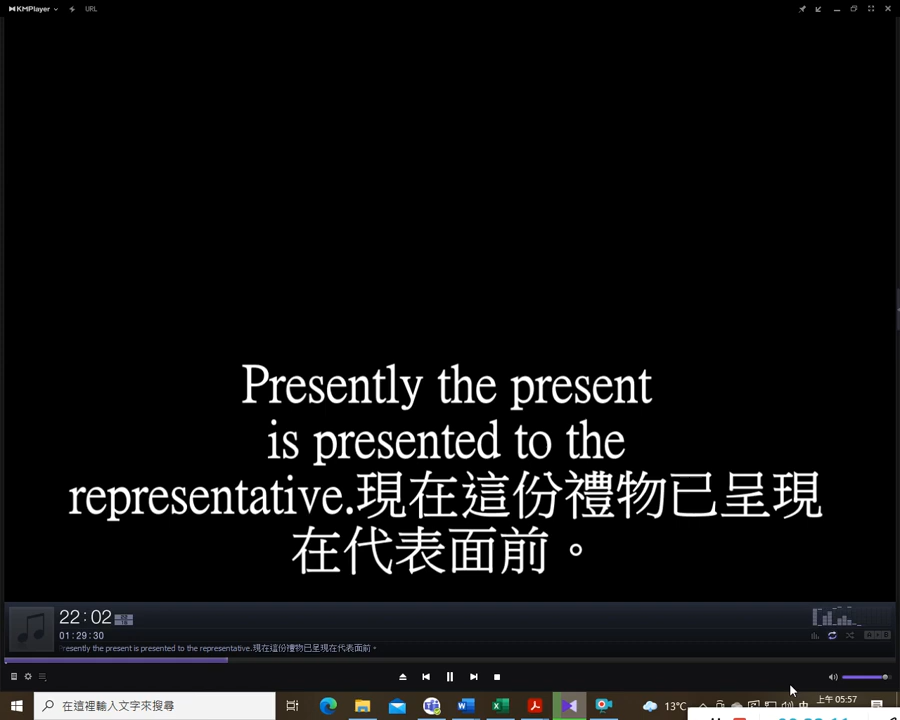 KMPlayer
URL
Presently the present
is presented to the
representative.現在這份禮物已呈現
在代表面前。
22:02
01:29:30
resently the present is presented to the representative.現在這份禮物已呈現在代表面前。
在這裡輸入文字來搜尋
13°C
中
上午 05:57